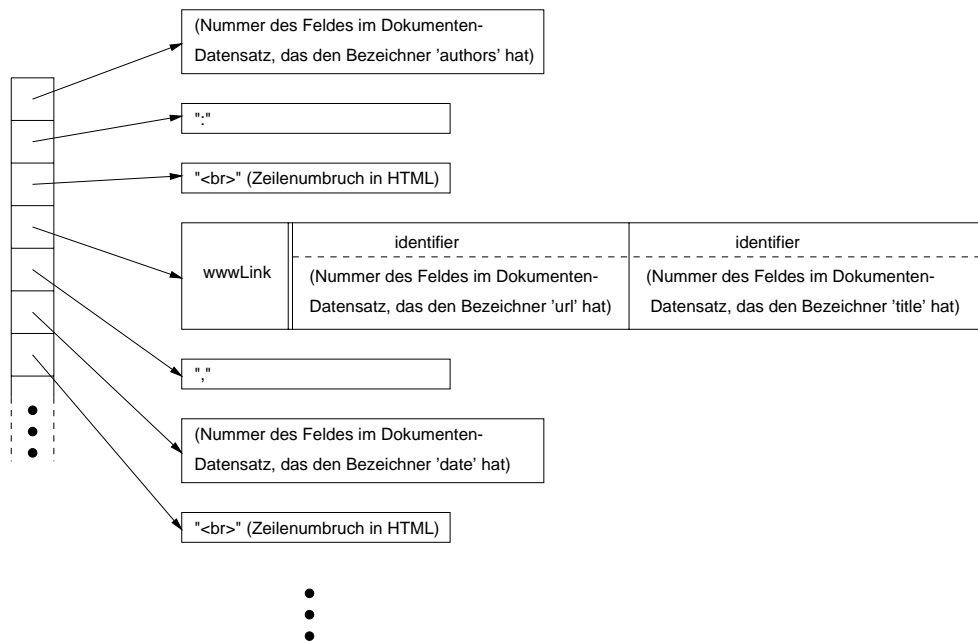 (Nummer des Feldes im Dokumenten-
Datensatz, das den Bezeichner 'authors' hat)
":"
"<br>" (Zeilenumbruch in HTML)
wwwLink
identifier
(Nummer des Feldes im Dokumenten-
Datensatz, das den Bezeichner 'url' hat)
identifier
(Nummer des Feldes im Dokumenten-
Datensatz, das den Bezeichner 'title' hat)
","
(Nummer des Feldes im Dokumenten-
Datensatz, das den Bezeichner 'date' hat)
"<br>" (Zeilenumbruch in HTML)